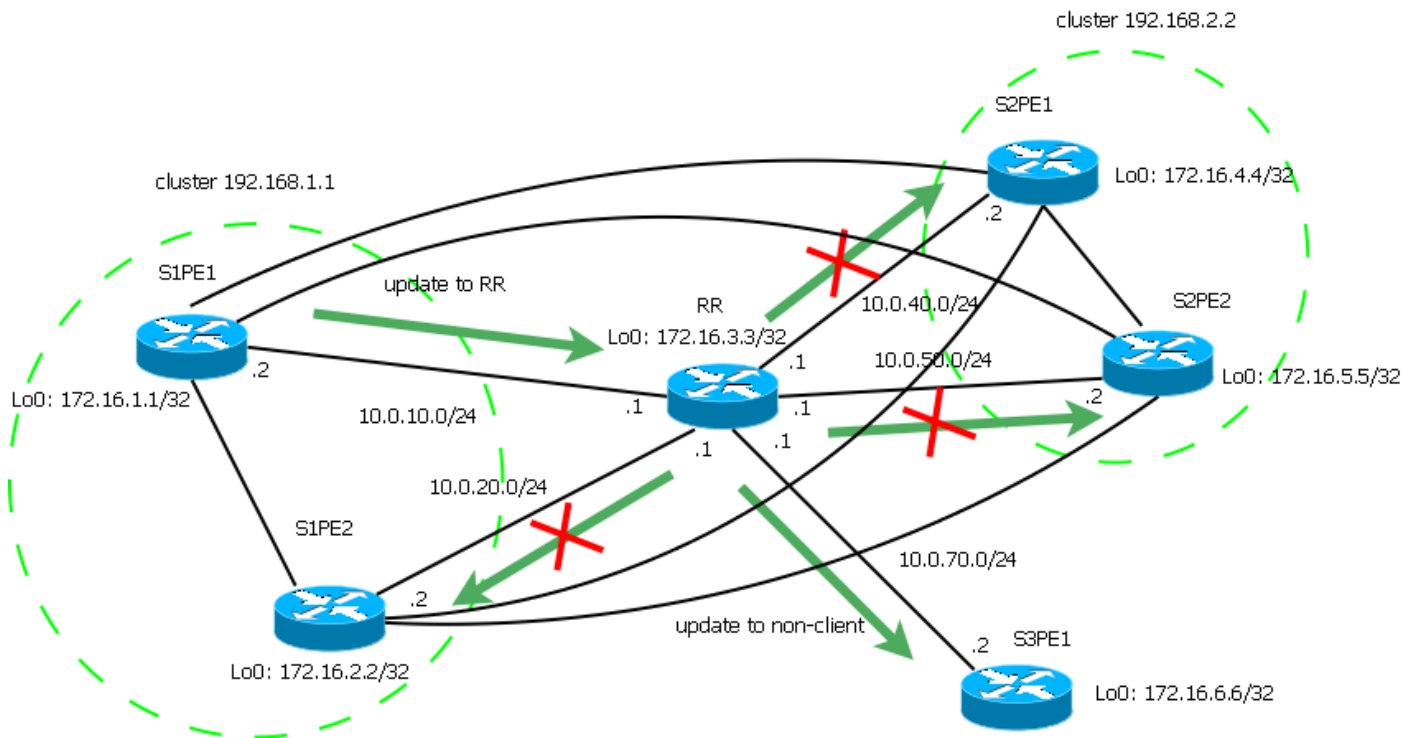 cluster 192.168.2.2
S2PE1
Lo0: 172.16.4.4/32
cluster 192.168.1.1
.2
S1PE1
update to RR
RR
10.0.40.0/24
S2PE2
Lo0: 172.16.3.3/32
.1
10.0.50.0/24
.2
Lo0: 172.16.5.5/32
Lo0: 172.16.1.1/32
10.0.10.0/24
.1
.1
.2
.1
.1
10.0.20.0/24
S1PE2
10.0.70.0/24
.2
update to non-client
.2
S3PE1
Lo0: 172.16.2.2/32
Lo0: 172.16.6.6/32